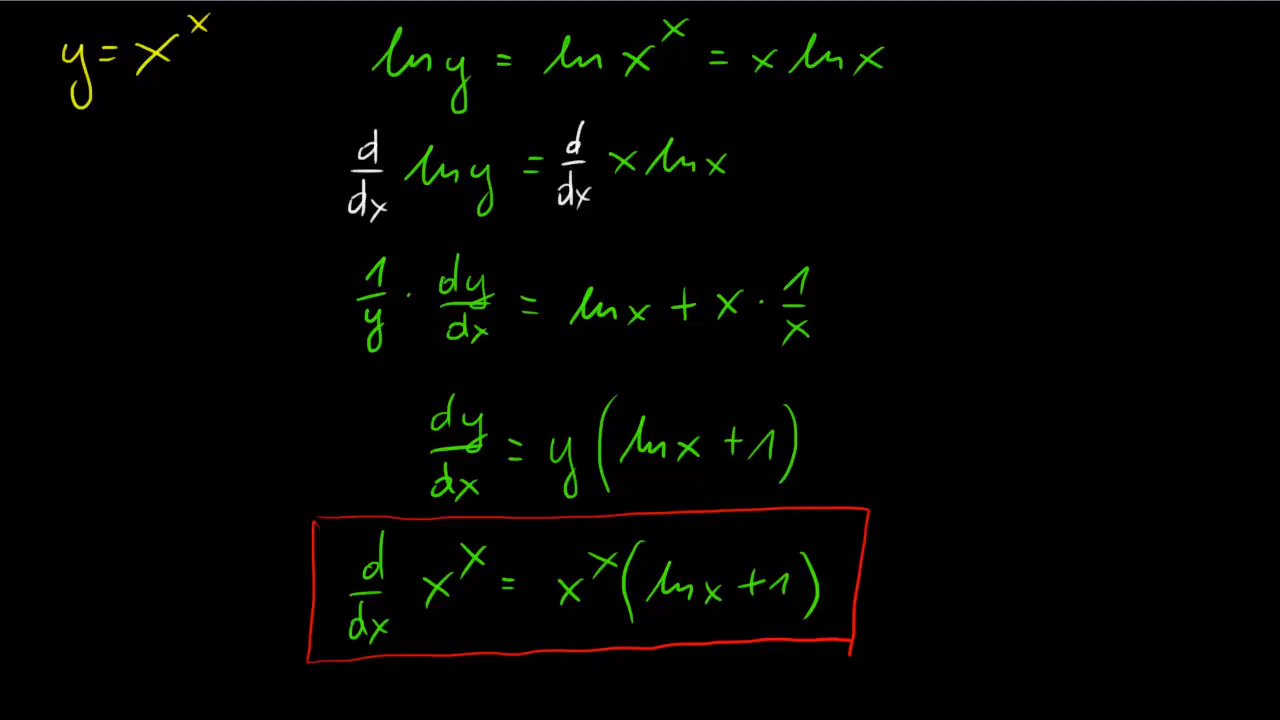 y = x^x ln y = ln x^x = x ln x
d/dx ln y = d/dx x ln x
1/y · dy/dx = ln x + x · 1/x
dy/dx = y (ln x + 1)
d/dx x^x = x^x (ln x + 1)